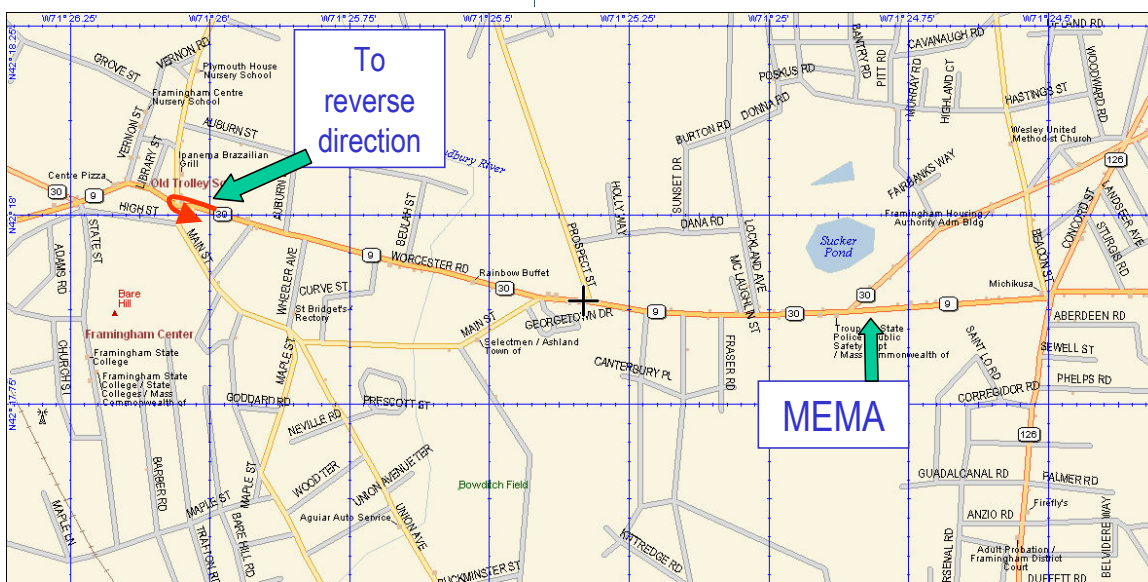 W71° 26.25'
W71° 26'
W71° 25.75'
W71° 25.5'
W71° 25.25'
W71° 25'
W71° 24.75'
W71° 24.5'
N42° 18.25'
N42° 18'
N42° 17.75'
To
reverse
direction
MEMA
VERNON RD
GROVE ST
Plymouth House
Nursery School
Framingham Centre
Nursery School
VERNON ST
LIBRARY ST
AUBURN ST
Ipanema Brazailian
Grill
Centre Pizza
Old Trolley
30
9
HIGH ST
30
AUBURN
ADAMS RD
STATE ST
MAIN ST
WHEELER AVE
BEULAH ST
9
WORCESTER RD
CURVE ST
St Bridget's
Rectory
Rainbow Buffet
30
MAIN ST
Selectmen / Ashland
Town of
GEORGETOWN DR
PROSPECT ST
HOLLY WAY
DANA RD
SUNSET DR
BURTON RD
DONNA RD
POSKUS RD
BANTRY RD
PITT RD
CAVANAUGH RD
MURRAY RD
HIGHLAND CT
HASTINGS ST
WOODWARD RD
Wesley United
Methodist Church
126
FAIRBANKS WAY
Framingham Housing /
Authority Adm Bldg
LANDSEER AVE
STURGIS RD
CONCORD ST
BEACON ST
Sucker
Pond
LOCKLAND AVE
MC LAUGHLIN ST
9
30
30
9
Michikusa
Police
/ Mass
ABERDEEN RD
SEWELL ST
PHELPS RD
SAINT LO RD
CORREGIDOR RD
FRASER RD
CANTERBURY PL
Bare
Hill
Framingham Center
CHURCH ST
Framingham State
College
Framingham State
College / State
Colleges / Mass
Commonwealth of
MAPLE ST
GODDARD RD
PRESCOTT ST
NEVILLE RD
WOOD TER
UNION AVENUE TER
Aguiar Auto Service
UNION AVE
Bowditch Field
BARBER RD
MAPLE ST
MAPLE LN
TRAFTON RD
BARE HILL RD
KITTREDGE RD
126
GUADALCANAL RD
PALMER RD
Firefly's
ANZIO RD
Adult Probation /
Framingham District
Court
BELVIDERE WAY
DUFFETT RD